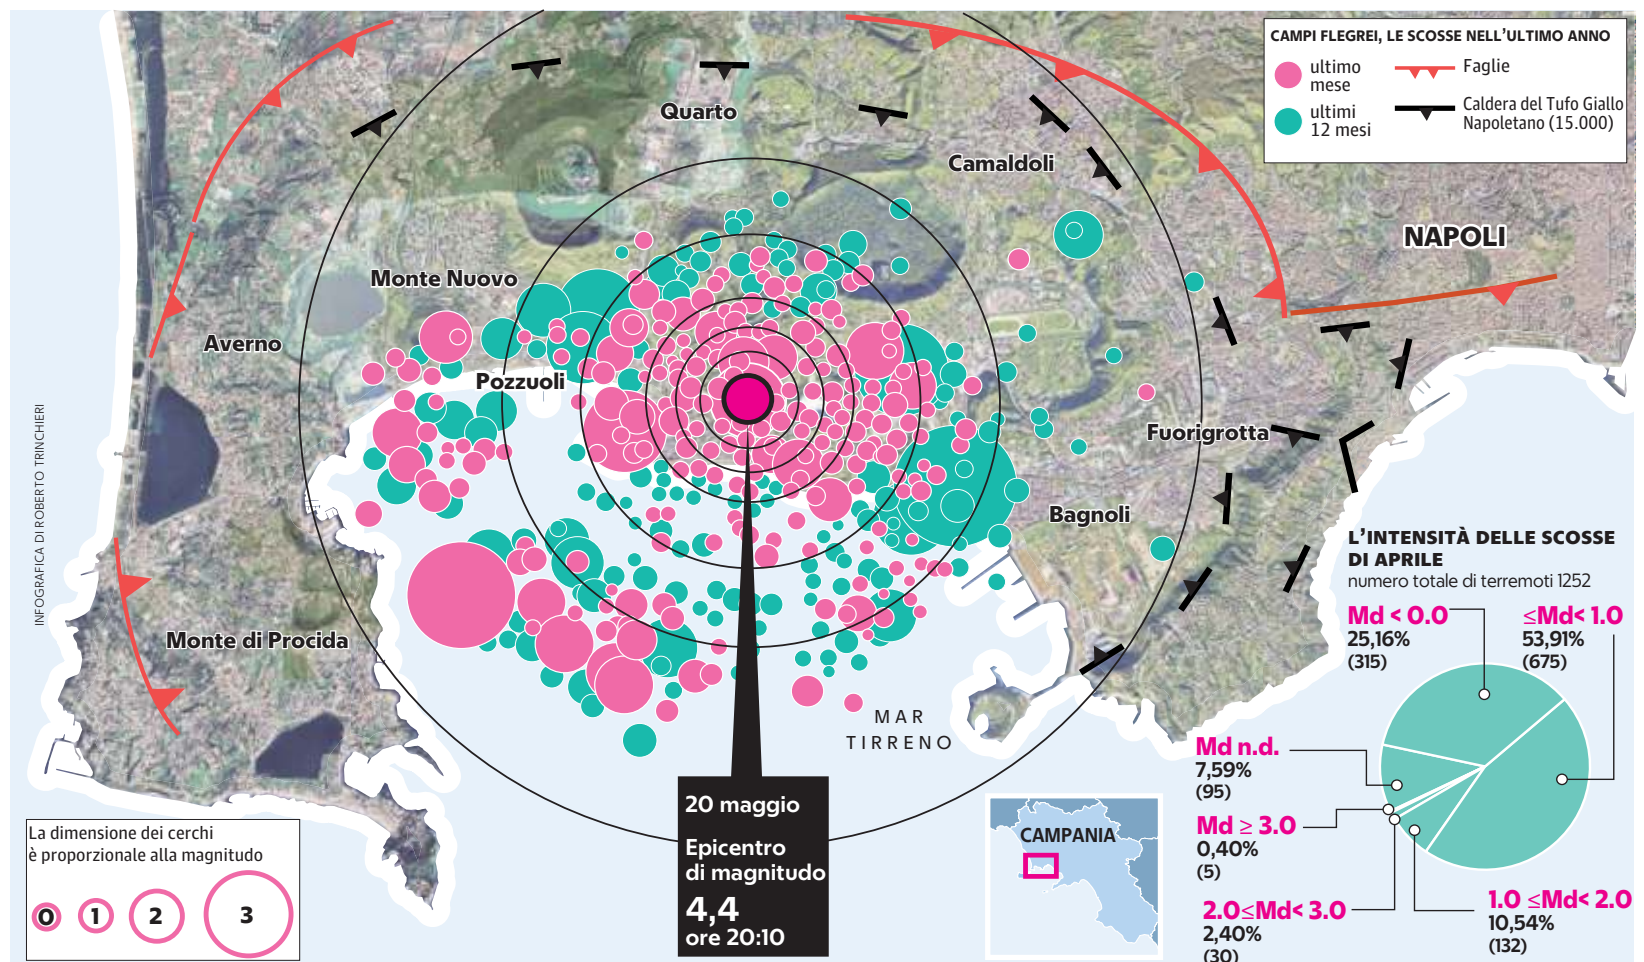 CAMPI FLEGREI, LE SCOSSE NELL'ULTIMO ANNO
ultimo
mese
Faglie
ultimi
12 mesi
Caldera del Tufo Giallo
Napoletano (15.000)
Quarto
Camaldoli
NAPOLI
Monte Nuovo
Averno
Pozzuoli
Fuorigrotta
Bagnoli
Monte di Procida
MAR
TIRRENO
INFOGRAFICA DI ROBERTO TRINCHIERI
20 maggio
Epicentro
di magnitudo
4,4
ore 20:10
La dimensione dei cerchi
è proporzionale alla magnitudo
0
1
2
3
CAMPANIA
L'INTENSITÀ DELLE SCOSSE
DI APRILE
numero totale di terremoti 1252
Md < 0.0
25,16%
(315)
≤Md< 1.0
53,91%
(675)
Md n.d.
7,59%
(95)
Md ≥ 3.0
0,40%
(5)
2.0≤Md< 3.0
2,40%
(30)
1.0 ≤Md< 2.0
10,54%
(132)